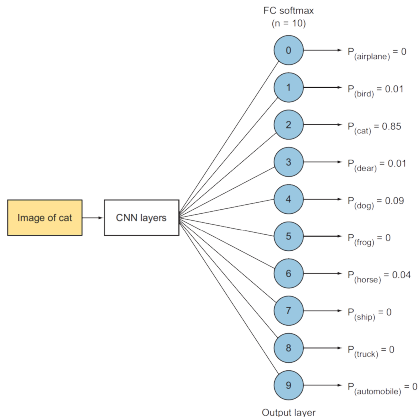 FC softmax
(n = 10)
0
P(airplane) = 0
1
P(bird) = 0.01
2
P(cat) = 0.85
3
P(dear) = 0.01
4
P(dog) = 0.09
Image of cat
CNN layers
5
P(frog) = 0
6
P(horse) = 0.04
7
P(ship) = 0
8
P(truck) = 0
9
P(automobile) = 0
Output layer